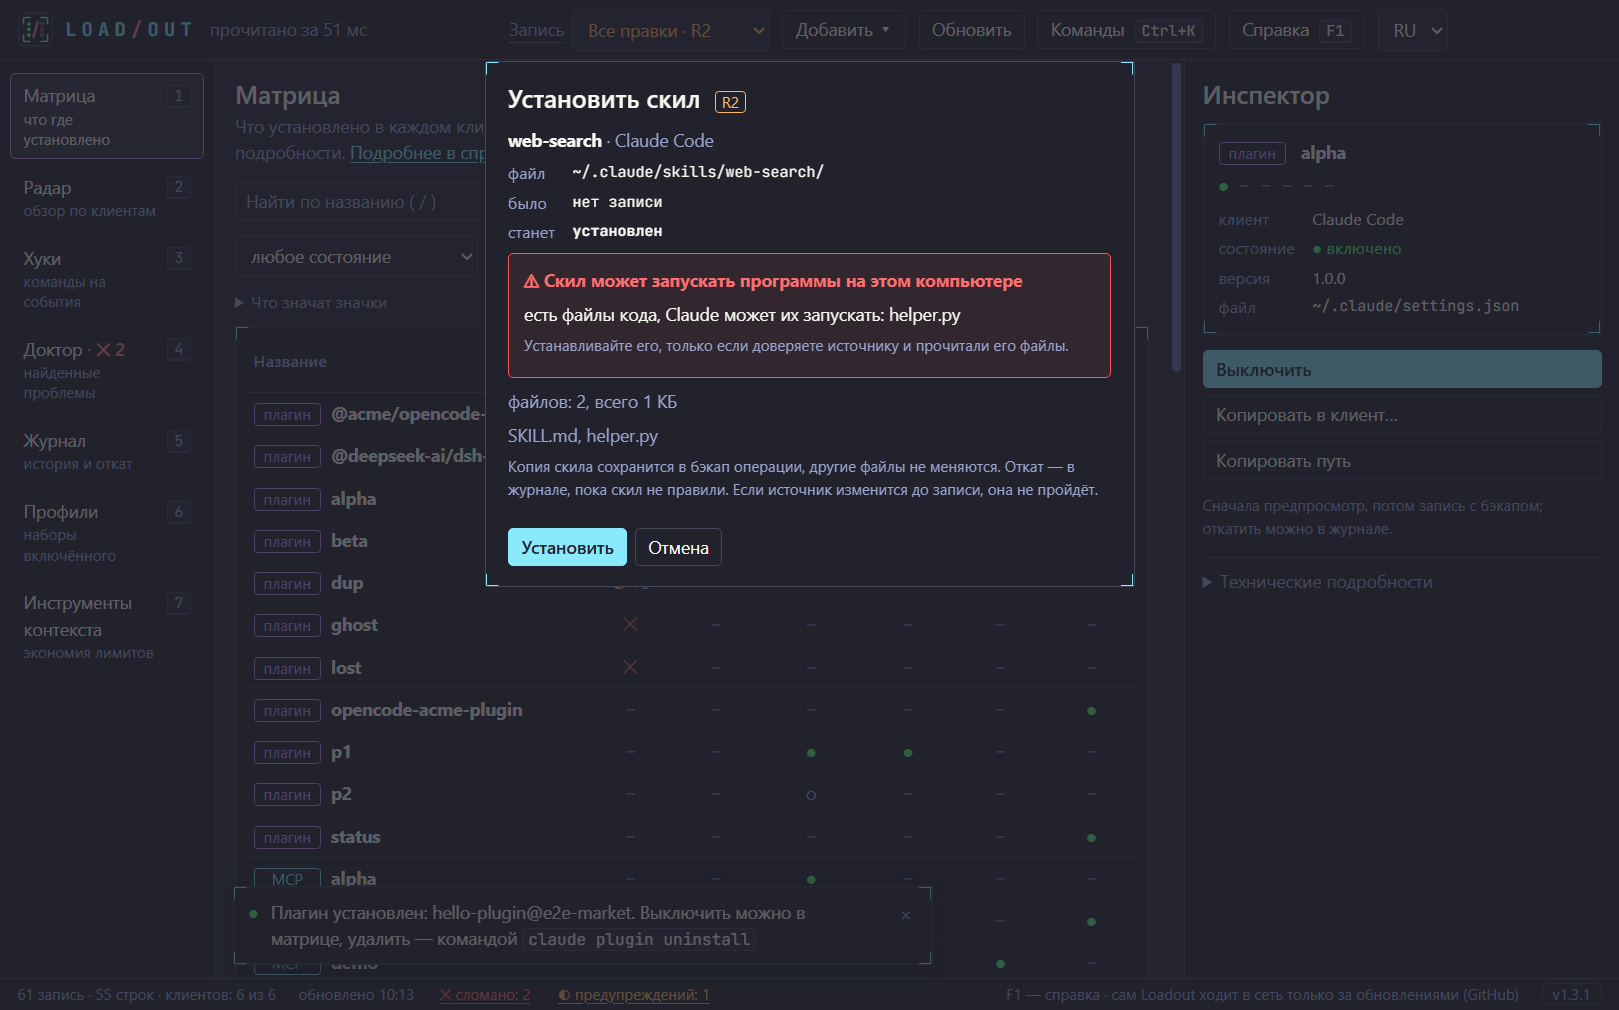 LOAD/OUT прочитано за 51 мс Запись Все правки · R2 Добавить ▾ Обновить Команды Ctrl+K Справка F1 RU
Матрица 1
что где
установлено
Радар 2
обзор по клиентам
Хуки 3
команды на
события
Доктор · ✕ 2 4
найденные
проблемы
Журнал 5
история и откат
Профили 6
наборы
включённого
Инструменты 7
контекста
экономия лимитов
Матрица
Что установлено в каждом кли
подробности. Подробнее в спр
Найти по названию ( / )
любое состояние
▶ Что значат значки
Название
плагин @acme/opencode-
плагин @deepseek-ai/dsh-
плагин alpha
плагин beta
плагин dup
плагин ghost
плагин lost
плагин opencode-acme-plugin
плагин p1
плагин p2
плагин status
MCP alpha
MCP demo
Установить скил R2
web-search · Claude Code
файл ~/.claude/skills/web-search/
было нет записи
станет установлен
⚠ Скил может запускать программы на этом компьютере
есть файлы кода, Claude может их запускать: helper.py
Устанавливайте его, только если доверяете источнику и прочитали его файлы.
файлов: 2, всего 1 КБ
SKILL.md, helper.py
Копия скила сохранится в бэкап операции, другие файлы не меняются. Откат — в
журнале, пока скил не правили. Если источник изменится до записи, она не пройдёт.
Установить Отмена
Плагин установлен: hello-plugin@e2e-market. Выключить можно в ×
матрице, удалить — командой claude plugin uninstall
Инспектор
плагин alpha
клиент Claude Code
состояние ● включено
версия 1.0.0
файл ~/.claude/settings.json
Выключить
Копировать в клиент...
Копировать путь
Сначала предпросмотр, потом запись с бэкапом;
откатить можно в журнале.
▶ Технические подробности
61 запись · 55 строк · клиентов: 6 из 6 обновлено 10:13 ✕ сломано: 2 ◐ предупреждений: 1 F1 — справка · сам Loadout ходит в сеть только за обновлениями (GitHub) v1.3.1